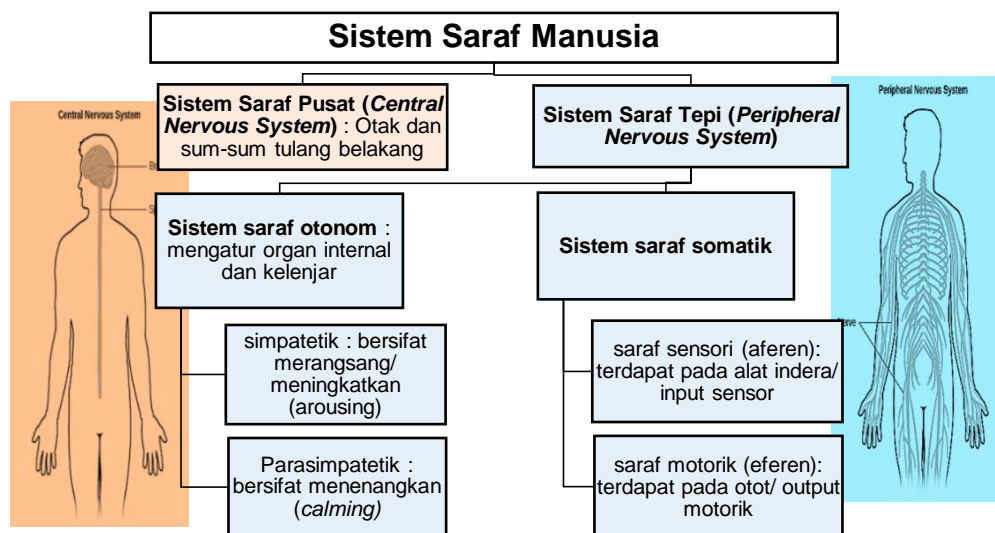 Sistem Saraf Manusia
Central Nervous System
Sistem Saraf Pusat (Central
Nervous System) : Otak dan
sum-sum tulang belakang
Sistem Saraf Tepi (Peripheral
Nervous System)
Peripheral Nervous System
Sistem saraf otonom :
mengatur organ internal
dan kelenjar
Sistem saraf somatik
simpatetik : bersifat
merangsang/
meningkatkan
(arousing)
saraf sensori (aferen):
terdapat pada alat indera/
input sensor
Parasimpatetik :
bersifat menenangkan
(calming)
saraf motorik (eferen):
terdapat pada otot/ output
motorik